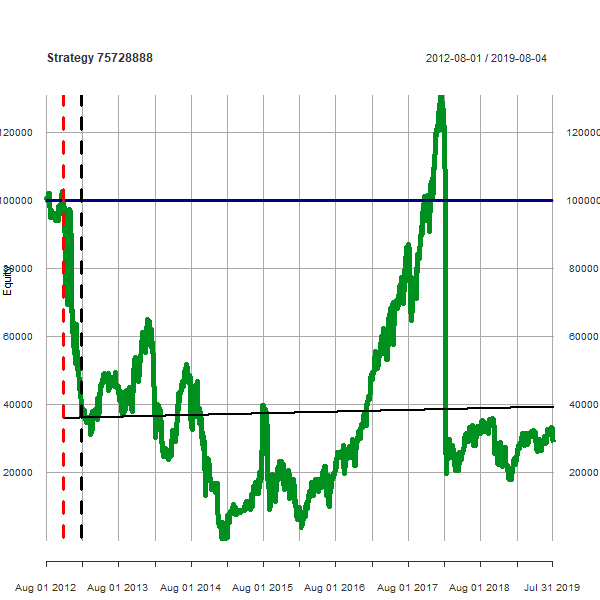 Strategy 75728888
2012-08-01 / 2019-08-04
120000
120000
100000
100000
80000
80000
Equity
60000
60000
40000
40000
20000
20000
Aug 01 2012
Aug 01 2013
Aug 01 2014
Aug 01 2015
Aug 01 2016
Aug 01 2017
Aug 01 2018
Jul 31 2019